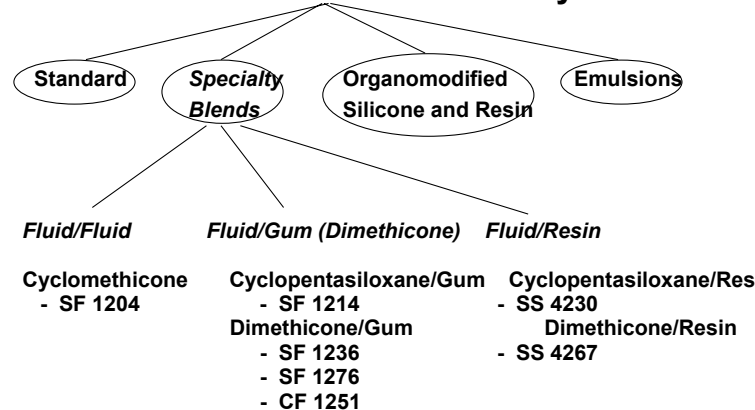 Standard
Specialty
Blends
Organomodified
Silicone and Resin
Emulsions
Fluid/Fluid
Fluid/Gum (Dimethicone)
Fluid/Resin
Cyclomethicone
- SF 1204
Cyclopentasiloxane/Gum
- SF 1214
Dimethicone/Gum
- SF 1236
- SF 1276
- CF 1251
Cyclopentasiloxane/Res
- SS 4230
Dimethicone/Resin
- SS 4267